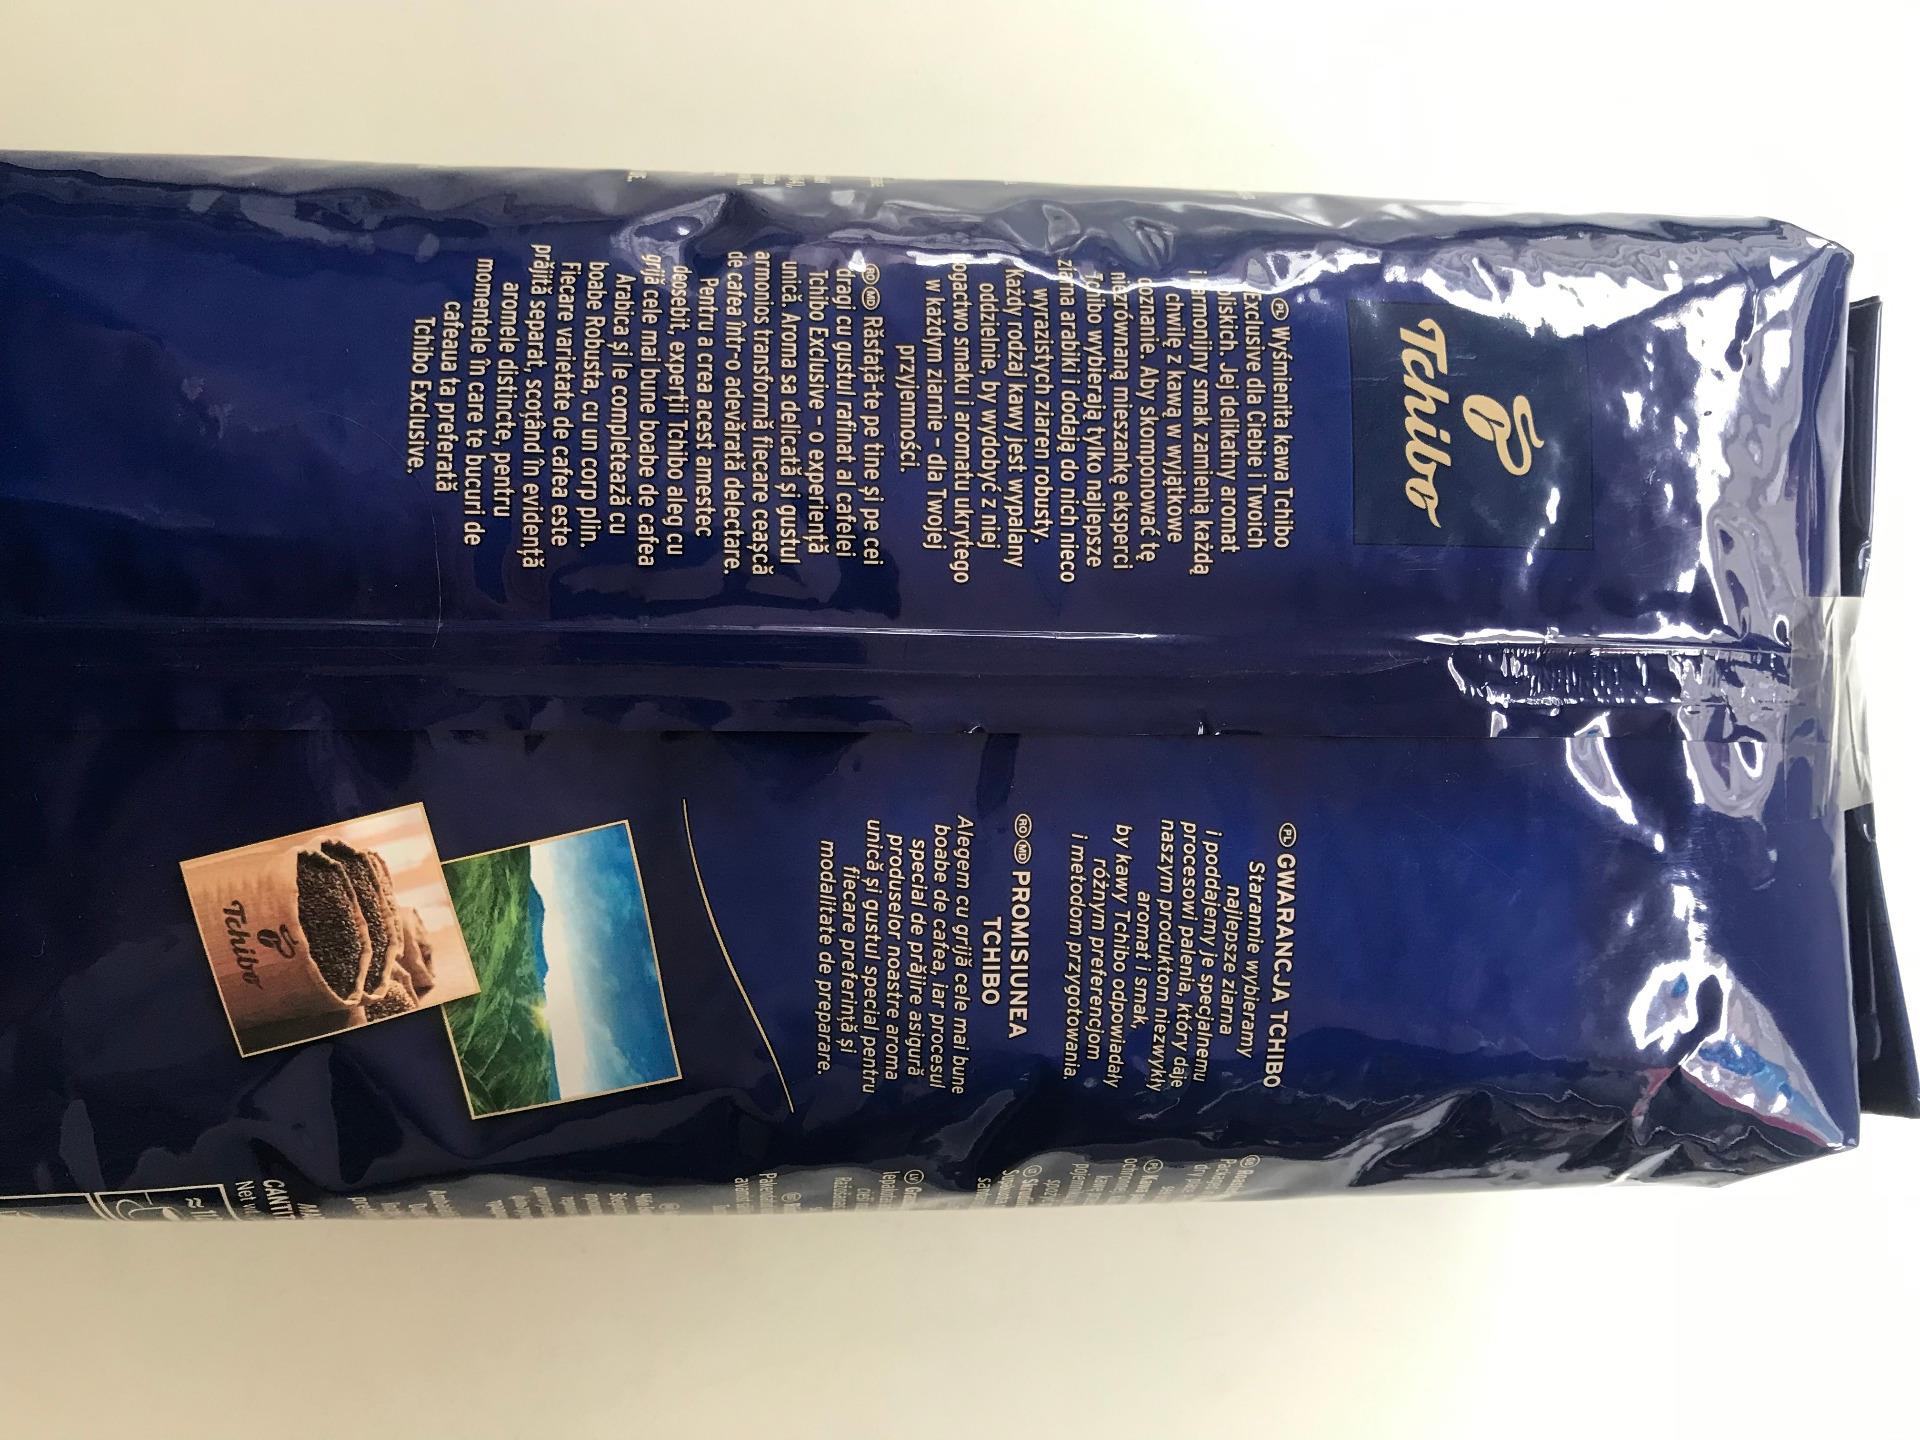 Tchibo
PL Wyśmienita kawa Tchibo
Exclusive dla Ciebie i Twoich
bliskich. Jej delikatny aromat
i harmonijny smak zamienią każdą
chwilę z kawą w wyjątkowe
doznanie. Aby skomponować tę
niezrównaną mieszankę eksperci
Tchibo wybierają tylko najlepsze
ziarna arabiki i dodają do nich nieco
wyrazistych ziaren robusty.
Każdy rodzaj kawy jest wypalany
oddzielnie, by wydobyć z niej
bogactwo smaku i aromatu ukrytego
w każdym ziarnie - dla Twojej
przyjemności.
RO MD Răsfață-te pe tine și pe cei
dragi cu gustul rafinat al cafelei
Tchibo Exclusive - o experiență
unică. Aroma sa delicată și gustul
armonios transformă fiecare ceașcă
de cafea într-o adevărată delectare.
Pentru a crea acest amestec
deosebit, experții Tchibo aleg cu
grijă cele mai bune boabe de cafea
Arabica și le completează cu
boabe Robusta, cu un corp plin.
Fiecare varietate de cafea este
prăjită separat, scoțând în evidență
aromele distincte, pentru
momentele în care te bucuri de
cafeaua ta preferată
Tchibo Exclusive.
PL GWARANCJA TCHIBO
Starannie wybieramy
najlepsze ziarna
i poddajemy je specjalnemu
procesowi palenia, który daje
naszym produktom niezwykły
aromat i smak,
by kawy Tchibo odpowiadały
różnym preferencjom
i metodom przygotowania.
RO MD PROMISIUNEA
TCHIBO
Alegem cu grijă cele mai bune
boabe de cafea, iar procesul
special de prăjire asigură
produselor noastre aroma
unică și gustul special pentru
fiecare preferință și
modalitate de preparare.
Tchibo
PL
Net